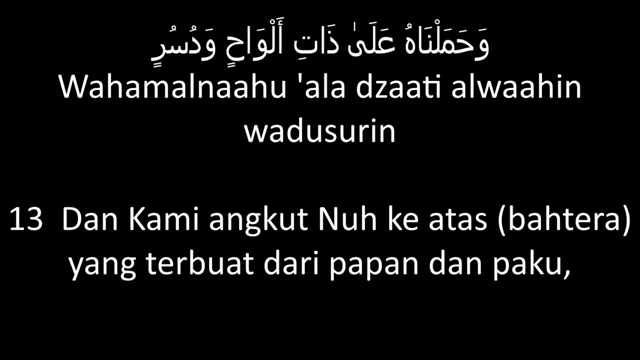 وَحَمَلْنَاهُ عَلَىٰ ذَاتِ أَلْوَاحٍ وَدُسُرٍ
Wahamalnaahu 'ala dzaati alwaahin
wadusurin
13 Dan Kami angkut Nuh ke atas (bahtera)
yang terbuat dari papan dan paku,